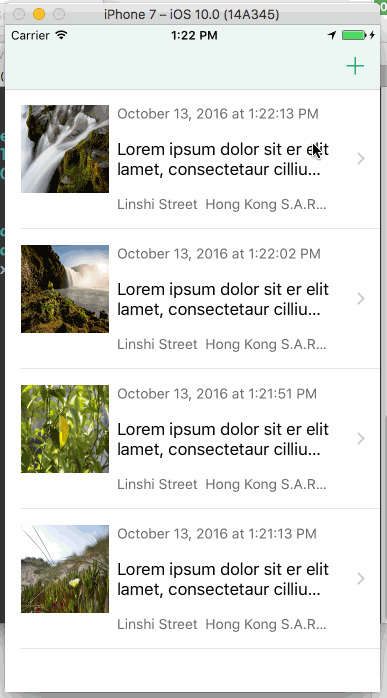 iPhone 7 – iOS 10.0 (14A345)
Carrier 1:22 PM
October 13, 2016 at 1:22:13 PM
Lorem ipsum dolor sit er elit
lamet, consectetaur cilliu...
Linshi Street Hong Kong S.A.R...
October 13, 2016 at 1:22:02 PM
Lorem ipsum dolor sit er elit
lamet, consectetaur cilliu...
Linshi Street Hong Kong S.A.R...
October 13, 2016 at 1:21:51 PM
Lorem ipsum dolor sit er elit
lamet, consectetaur cilliu...
Linshi Street Hong Kong S.A.R...
October 13, 2016 at 1:21:13 PM
Lorem ipsum dolor sit er elit
lamet, consectetaur cilliu...
Linshi Street Hong Kong S.A.R...